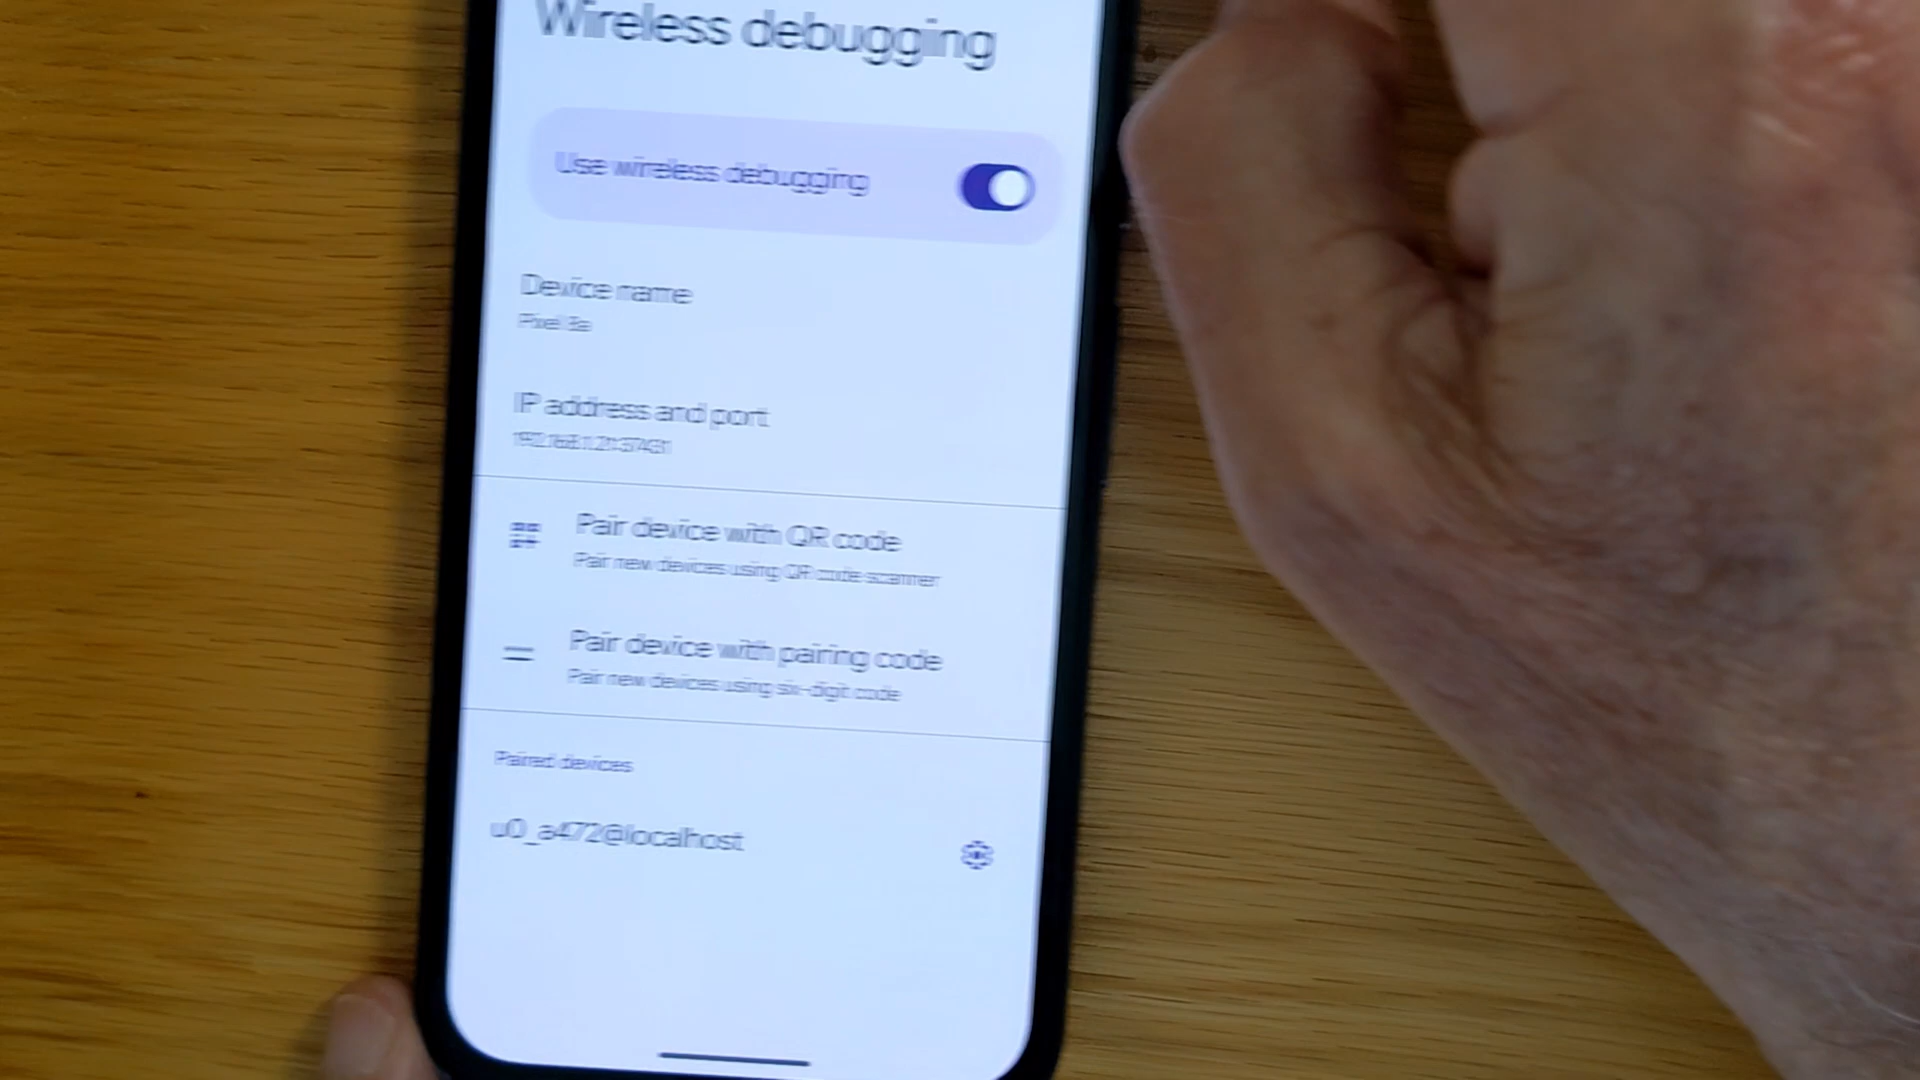 Wireless debugging
Use wireless debugging
Device name
Pixel
IP address and port
Pair device with QR code
Pair new devices using QR code scanner
Pair device with pairing code
Pair new devices using six-digit code
Paired devices
u0_a472@localhost